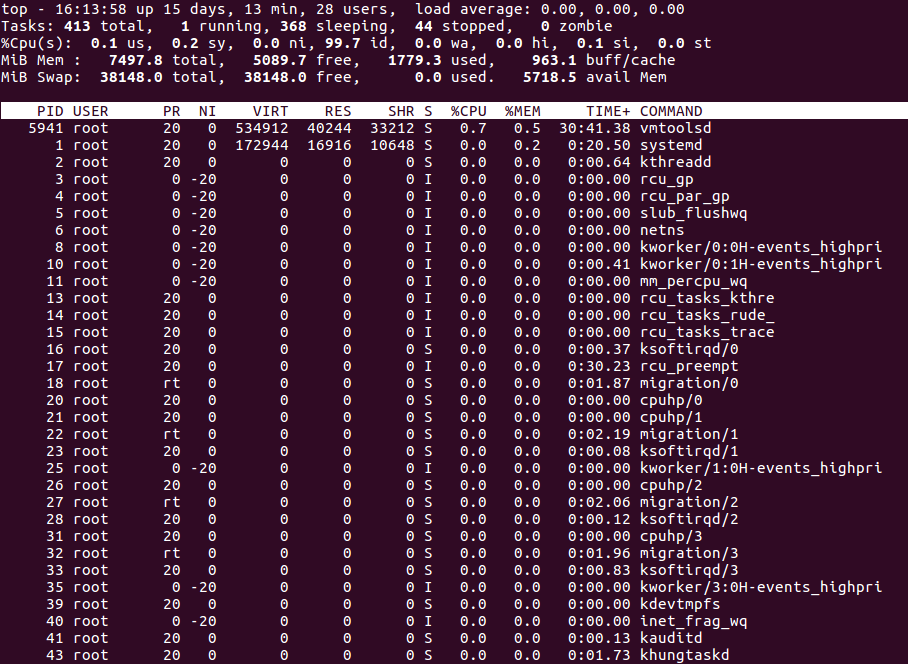 top - 16:13:58 up 15 days, 13 min, 28 users,  load average: 0.00, 0.00, 0.00
Tasks: 413 total,   1 running, 368 sleeping,  44 stopped,   0 zombie
%Cpu(s):  0.1 us,  0.2 sy,  0.0 ni, 99.7 id,  0.0 wa,  0.0 hi,  0.1 si,  0.0 st
MiB Mem :   7497.8 total,   5089.7 free,   1779.3 used,    963.1 buff/cache
MiB Swap:  38148.0 total,  38148.0 free,      0.0 used.   5718.5 avail Mem
PID USER      PR  NI    VIRT    RES    SHR S  %CPU  %MEM     TIME+ COMMAND
5941 root      20   0  534912  40244  33212 S   0.7   0.5  30:41.38 vmtoolsd
1 root      20   0  172944  16916  10648 S   0.0   0.2   0:20.50 systemd
2 root      20   0       0      0      0 S   0.0   0.0   0:00.64 kthreadd
3 root       0 -20       0      0      0 I   0.0   0.0   0:00.00 rcu_gp
4 root       0 -20       0      0      0 I   0.0   0.0   0:00.00 rcu_par_gp
5 root       0 -20       0      0      0 I   0.0   0.0   0:00.00 slub_flushwq
6 root       0 -20       0      0      0 I   0.0   0.0   0:00.00 netns
8 root       0 -20       0      0      0 I   0.0   0.0   0:00.00 kworker/0:0H-events_highpri
10 root       0 -20       0      0      0 I   0.0   0.0   0:00.41 kworker/0:1H-events_highpri
11 root       0 -20       0      0      0 I   0.0   0.0   0:00.00 mm_percpu_wq
13 root      20   0       0      0      0 I   0.0   0.0   0:00.00 rcu_tasks_kthre
14 root      20   0       0      0      0 I   0.0   0.0   0:00.00 rcu_tasks_rude_
15 root      20   0       0      0      0 I   0.0   0.0   0:00.00 rcu_tasks_trace
16 root      20   0       0      0      0 S   0.0   0.0   0:00.37 ksoftirqd/0
17 root      20   0       0      0      0 I   0.0   0.0   0:30.23 rcu_preempt
18 root      rt   0       0      0      0 S   0.0   0.0   0:01.87 migration/0
20 root      20   0       0      0      0 S   0.0   0.0   0:00.00 cpuhp/0
21 root      20   0       0      0      0 S   0.0   0.0   0:00.00 cpuhp/1
22 root      rt   0       0      0      0 S   0.0   0.0   0:02.19 migration/1
23 root      20   0       0      0      0 S   0.0   0.0   0:00.08 ksoftirqd/1
25 root       0 -20       0      0      0 I   0.0   0.0   0:00.00 kworker/1:0H-events_highpri
26 root      20   0       0      0      0 S   0.0   0.0   0:00.00 cpuhp/2
27 root      rt   0       0      0      0 S   0.0   0.0   0:02.06 migration/2
28 root      20   0       0      0      0 S   0.0   0.0   0:00.12 ksoftirqd/2
31 root      20   0       0      0      0 S   0.0   0.0   0:00.00 cpuhp/3
32 root      rt   0       0      0      0 S   0.0   0.0   0:01.96 migration/3
33 root      20   0       0      0      0 S   0.0   0.0   0:00.83 ksoftirqd/3
35 root       0 -20       0      0      0 I   0.0   0.0   0:00.00 kworker/3:0H-events_highpri
39 root      20   0       0      0      0 S   0.0   0.0   0:00.00 kdevtmpfs
40 root       0 -20       0      0      0 I   0.0   0.0   0:00.00 inet_frag_wq
41 root      20   0       0      0      0 S   0.0   0.0   0:00.13 kauditd
43 root      20   0       0      0      0 S   0.0   0.0   0:01.73 khungtaskd